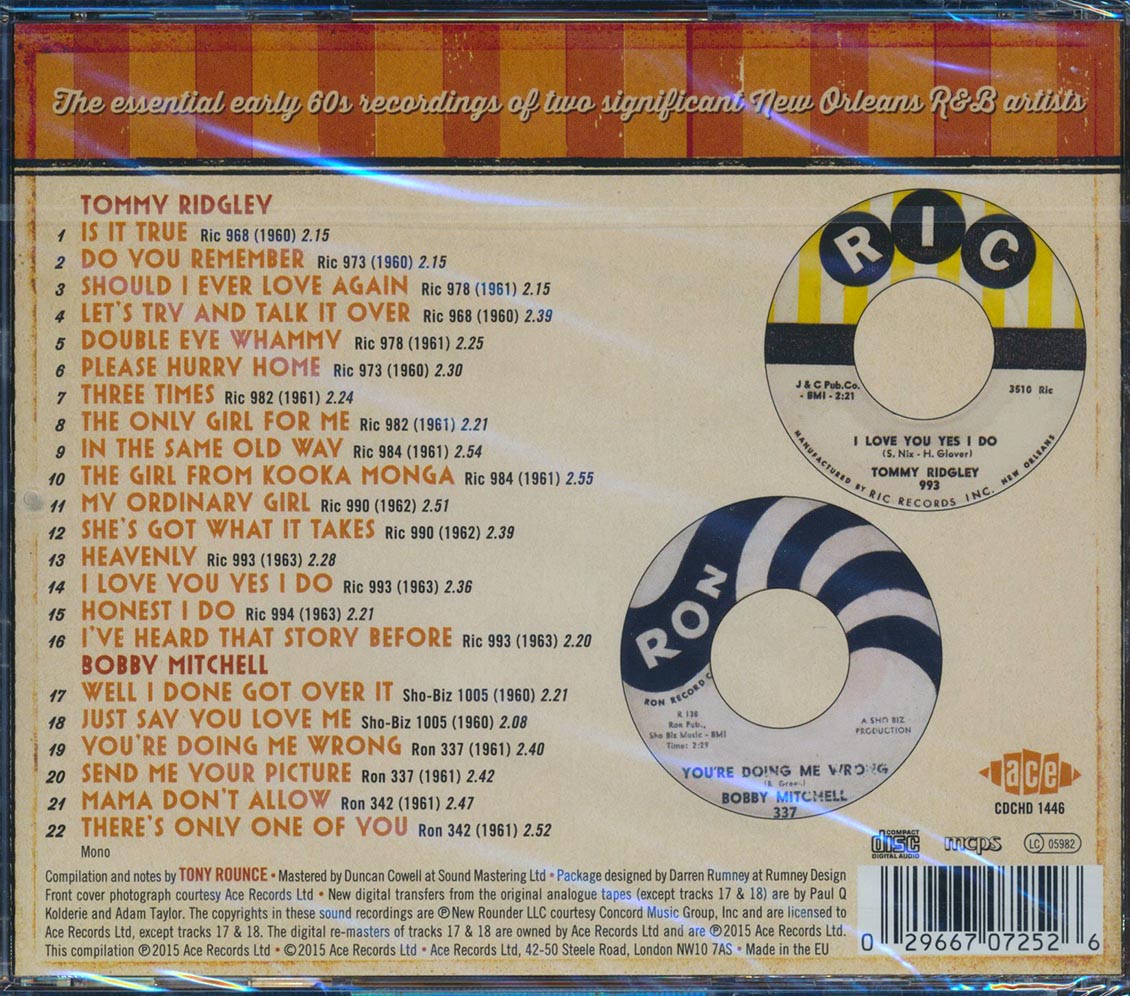 The essential early 60s recordings of two significant New Orleans R&B artists
TOMMY RIDGLEY
1 IS IT TRUE Ric 968 (1960) 2.15
2 DO YOU REMEMBER Ric 973 (1960) 2.15
3 SHOULD I EVER LOVE AGAIN Ric 978 (1961) 2.15
4 LET'S TRY AND TALK IT OVER Ric 968 (1960) 2.39
5 DOUBLE EYE WHAMMY Ric 978 (1961) 2.25
6 PLEASE HURRY HOME Ric 973 (1960) 2.30
7 THREE TIMES Ric 982 (1961) 2.24
8 THE ONLY GIRL FOR ME Ric 982 (1961) 2.21
9 IN THE SAME OLD WAY Ric 984 (1961) 2.54
10 THE GIRL FROM KOOKA MONGA Ric 984 (1961) 2.55
11 MY ORDINARY GIRL Ric 990 (1962) 2.51
12 SHE'S GOT WHAT IT TAKES Ric 990 (1962) 2.39
13 HEAVENLY Ric 993 (1963) 2.28
14 I LOVE YOU YES I DO Ric 993 (1963) 2.36
15 HONEST I DO Ric 994 (1963) 2.21
16 I'VE HEARD THAT STORY BEFORE Ric 993 (1963) 2.20
BOBBY MITCHELL
17 WELL I DONE GOT OVER IT Sho-Biz 1005 (1960) 2.21
18 JUST SAY YOU LOVE ME Sho-Biz 1005 (1960) 2.08
19 YOU'RE DOING ME WRONG Ron 337 (1961) 2.40
20 SEND ME YOUR PICTURE Ron 337 (1961) 2.42
21 MAMA DON'T ALLOW Ron 342 (1961) 2.47
22 THERE'S ONLY ONE OF YOU Ron 342 (1961) 2.52
Mono
RIC
J & C Pub.Co.
- BMI - 2:21
3510 Ric
I LOVE YOU YES I DO
(S. Nix - H. Glover)
TOMMY RIDGLEY
993
MANUFACTURED BY RIC RECORDS INC. NEW ORLEANS
RON
RON RECORD
R 138
Ron Pub.,
Sho Biz Music - BMI
Time: 2:29
A SHO BIZ
PRODUCTION
YOU'RE DOING ME WRONG
BOBBY MITCHELL
337
ace
CDCHD 1446
COMPACT
disc
DIGITAL AUDIO
mcps
LC 05982
Compilation and notes by TONY ROUNCE • Mastered by Duncan Cowell at Sound Mastering Ltd • Package designed by Darren Rumney at Rumney Design
Front cover photograph courtesy Ace Records Ltd • New digital transfers from the original analogue tapes (except tracks 17 & 18) are by Paul Q
Kolderie and Adam Taylor. The copyrights in these sound recordings are ℗New Rounder LLC courtesy Concord Music Group, Inc and are licensed to
Ace Records Ltd, except tracks 17 & 18. The digital re-masters of tracks 17 & 18 are owned by Ace Records Ltd and are ℗Ace Records Ltd.
This compilation ℗2015 Ace Records Ltd • ©2015 Ace Records Ltd • Ace Records Ltd, 42-50 Steele Road, London NW10 7AS • Made in the EU
0 29667 07252 6